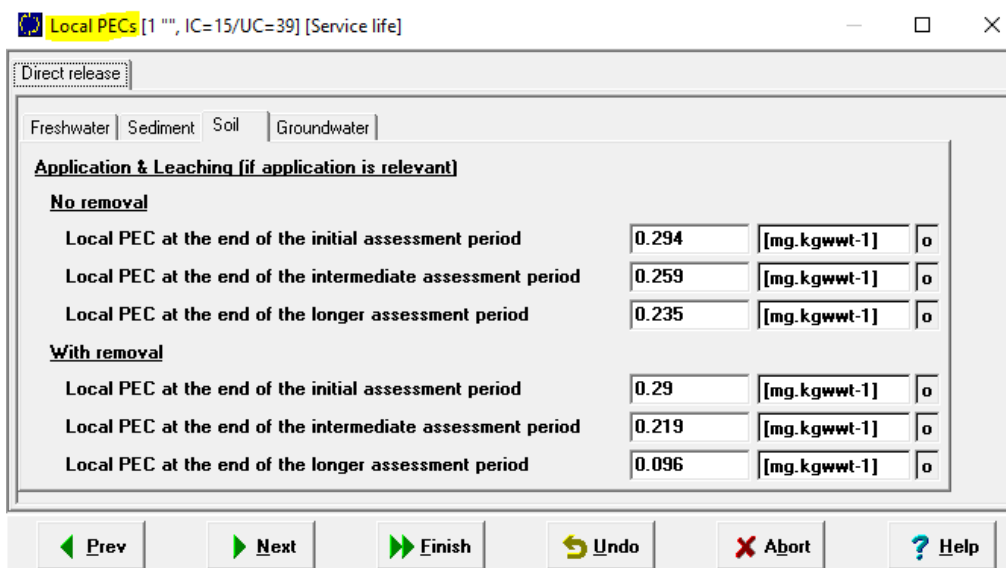 Local PECs [1 "", IC=15/UC=39] [Service life]
Direct release
Freshwater Sediment Soil Groundwater
Application & Leaching (if application is relevant)
No removal
Local PEC at the end of the initial assessment period 0.294 [mg.kgwwt-1] o
Local PEC at the end of the intermediate assessment period 0.259 [mg.kgwwt-1] o
Local PEC at the end of the longer assessment period 0.235 [mg.kgwwt-1] o
With removal
Local PEC at the end of the initial assessment period 0.29 [mg.kgwwt-1] o
Local PEC at the end of the intermediate assessment period 0.219 [mg.kgwwt-1] o
Local PEC at the end of the longer assessment period 0.096 [mg.kgwwt-1] o
Prev Next Finish Undo Abort Help